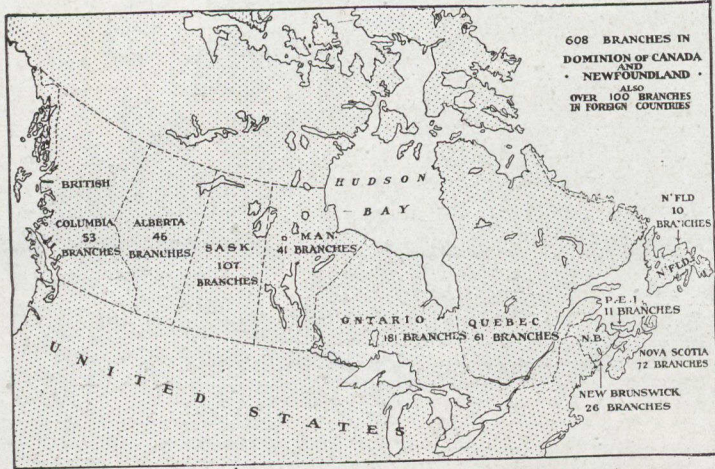 608 BRANCHES IN
DOMINION OF CANADA
AND
• NEWFOUNDLAND •
ALSO
OVER 100 BRANCHES
IN FOREIGN COUNTRIES
HUDSON
BAY
BRITISH
COLUMBIA
53
BRANCHES
ALBERTA
46
BRANCHES
SASK.
107
BRANCHES
MAN.
41 BRANCHES
ONTARIO
181 BRANCHES
QUEBEC
61 BRANCHES
N'FLD
10
BRANCHES
N'FLD.
P.E.I
11 BRANCHES
N.B.
NOVA SCOTIA
72 BRANCHES
NEW BRUNSWICK
26 BRANCHES
UNITED STATES